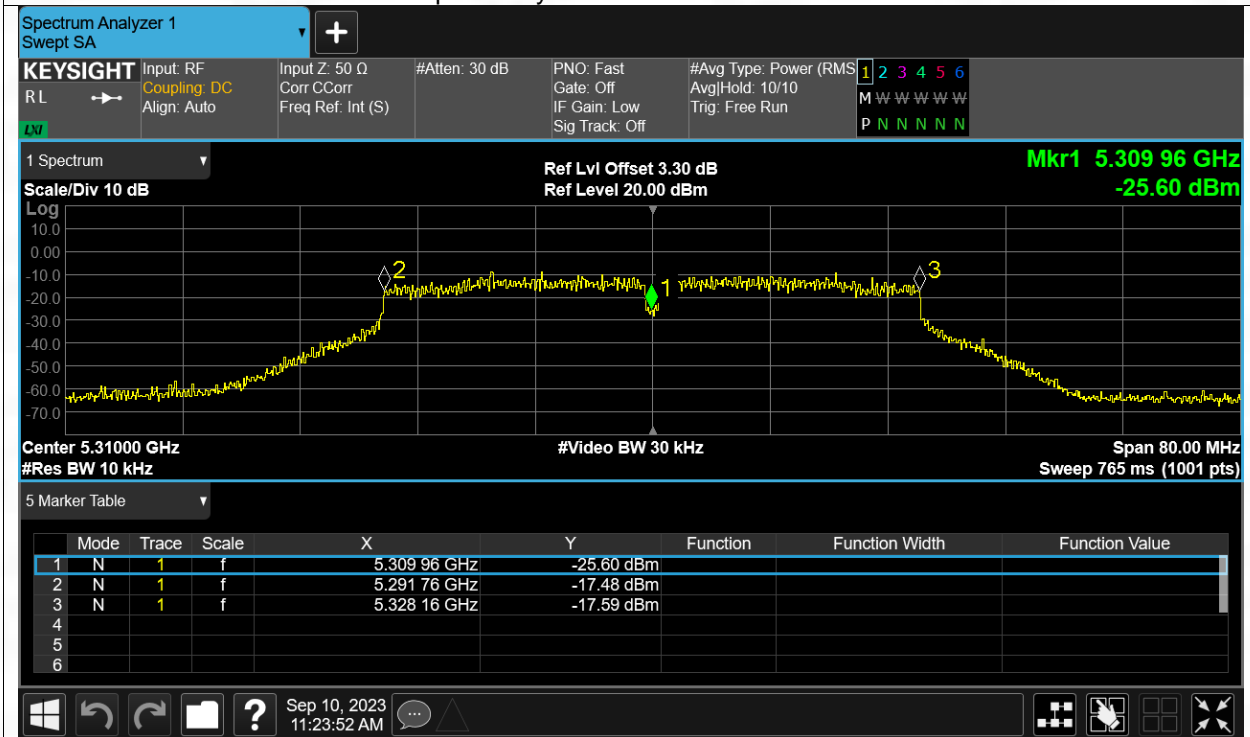 Spectrum Analyzer 1
Swept SA
+
KEYSIGHT
R L
LXI
Input: RF
Coupling: DC
Align: Auto
Input Z: 50 Ω
Corr CCorr
Freq Ref: Int (S)
#Atten: 30 dB
PNO: Fast
Gate: Off
IF Gain: Low
Sig Track: Off
#Avg Type: Power (RMS
Avg|Hold: 10/10
Trig: Free Run
1 2 3 4 5 6
M W W W W W
P N N N N N
1 Spectrum
Scale/Div 10 dB
Ref Lvl Offset 3.30 dB
Ref Level 20.00 dBm
Mkr1 5.309 96 GHz
-25.60 dBm
Log
10.0
0.00
-10.0
-20.0
-30.0
-40.0
-50.0
-60.0
-70.0
2
1
3
Center 5.31000 GHz
#Video BW 30 kHz
Span 80.00 MHz
#Res BW 10 kHz
Sweep 765 ms (1001 pts)
5 Marker Table
Mode Trace Scale X Y Function Function Width Function Value
1 N 1 f 5.309 96 GHz -25.60 dBm
2 N 1 f 5.291 76 GHz -17.48 dBm
3 N 1 f 5.328 16 GHz -17.59 dBm
4
5
6
?
Sep 10, 2023
11:23:52 AM